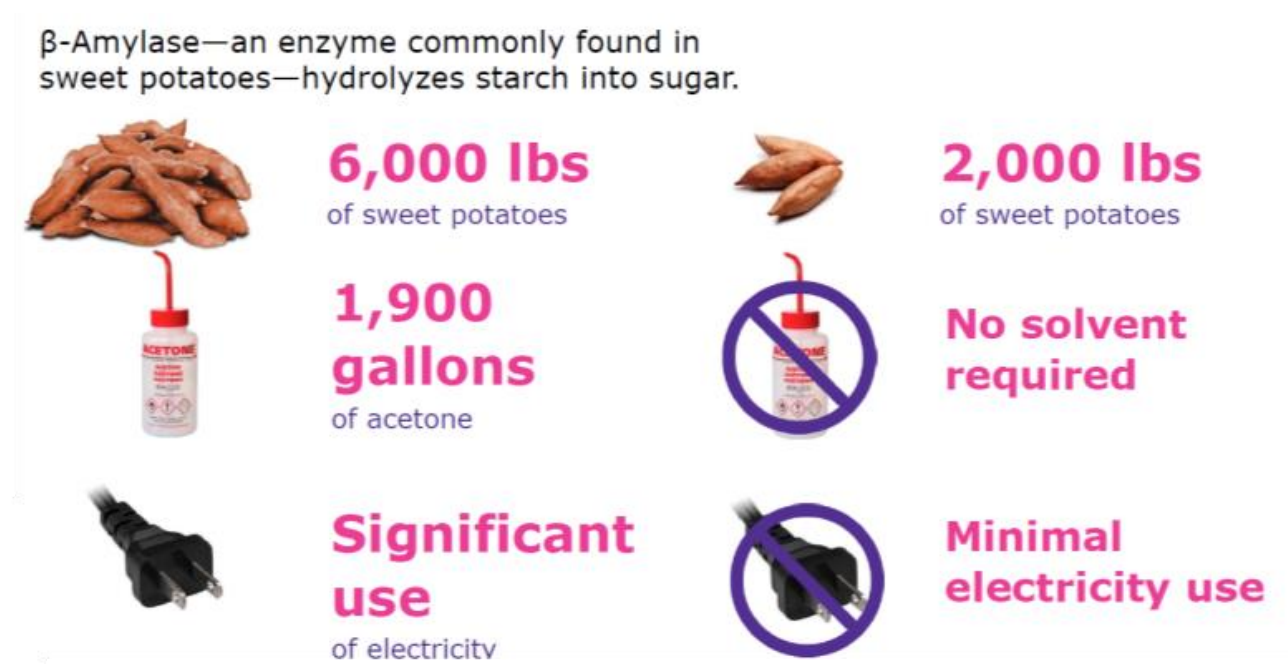 β-Amylase—an enzyme commonly found in
sweet potatoes—hydrolyzes starch into sugar.
6,000 lbs
of sweet potatoes
2,000 lbs
of sweet potatoes
1,900
gallons
of acetone
ACETONE
No solvent
required
Significant
use
of electricity
Minimal
electricity use